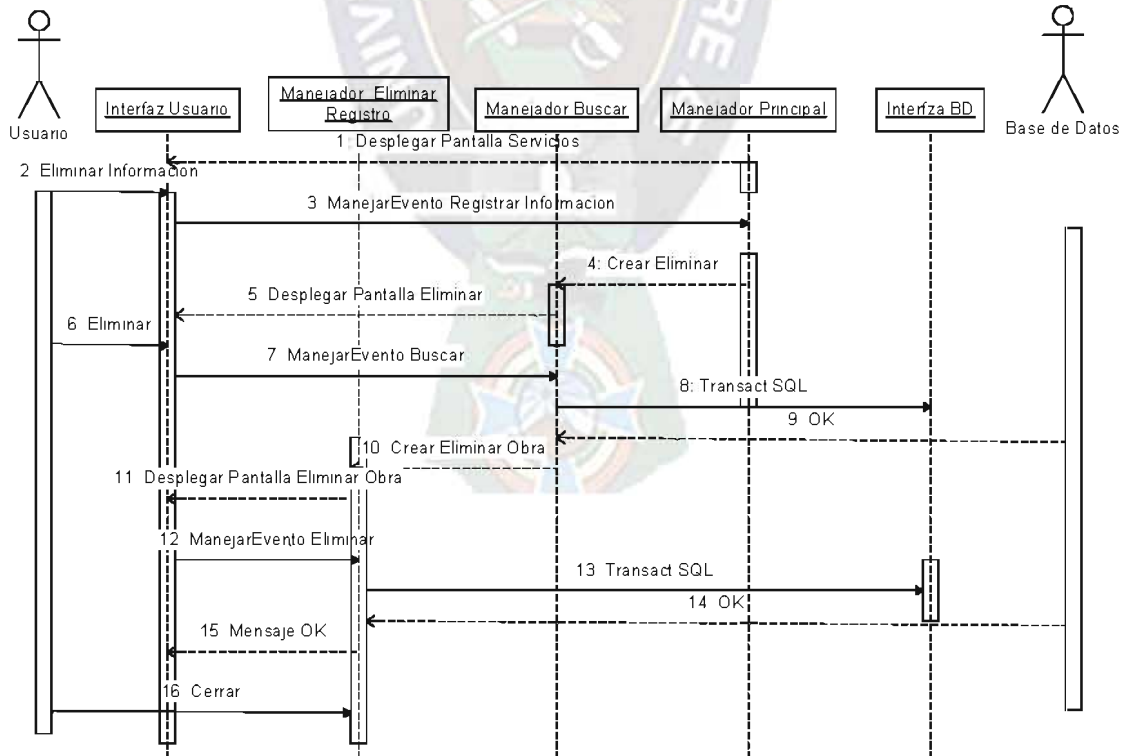 Usuario
Interfaz Usuario
Manejador Eliminar
Registro
Manejador Buscar
Manejador Principal
Interfza BD
Base de Datos
1: Desplegar Pantalla Servicios
2 Eliminar Informacion
3 ManejarEvento Registrar Informacion
4: Crear Eliminar
5 Desplegar Pantalla Eliminar
6 Eliminar
7 ManejarEvento Buscar
8: Transact SQL
9 OK
10 Crear Eliminar Obra
11 Desplegar Pantalla Eliminar Obra
12 ManejarEvento Eliminar
13 Transact SQL
14 OK
15 Mensaje OK
16 Cerrar